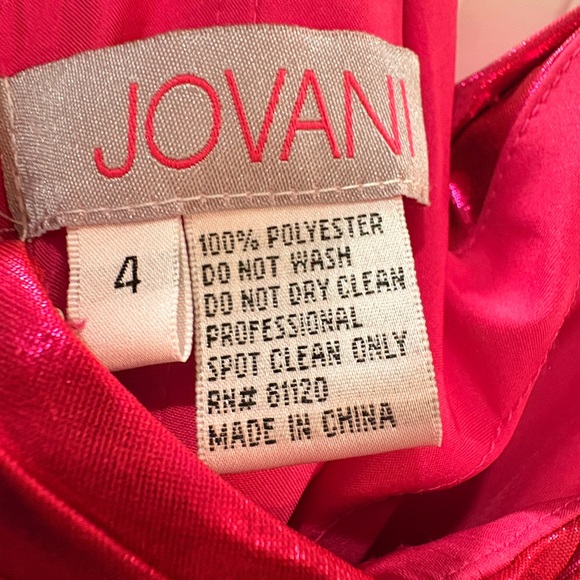 JOVANI
4
100% POLYESTER
DO NOT WASH
DO NOT DRY CLEAN
PROFESSIONAL
SPOT CLEAN ONLY
RN# 81120
MADE IN CHINA